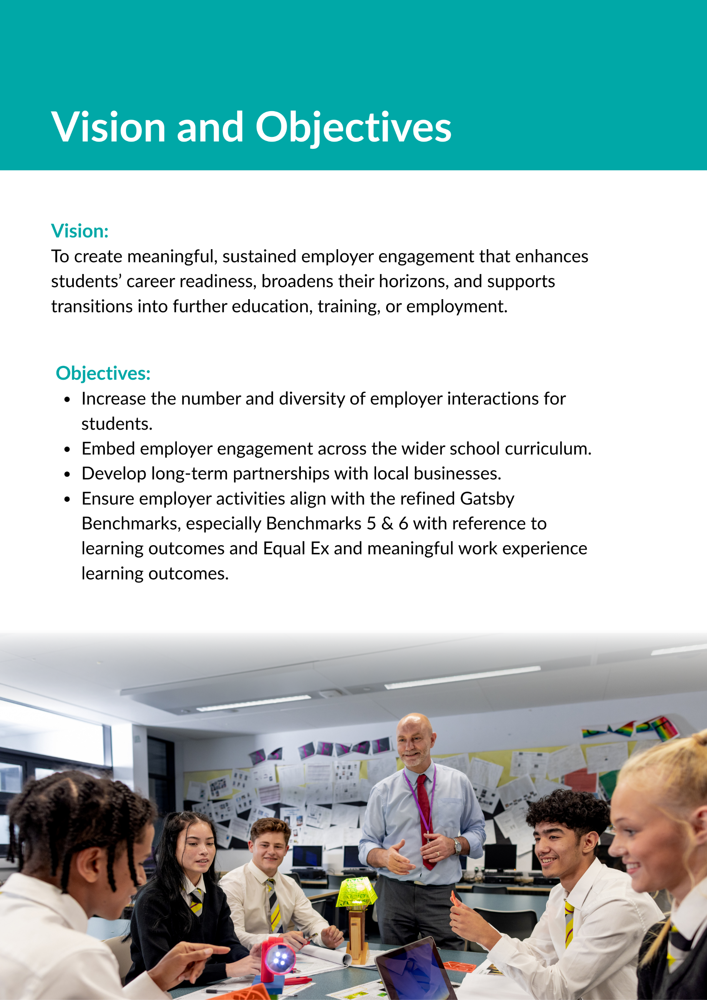 Vision and Objectives
Vision:
To create meaningful, sustained employer engagement that enhances
students’ career readiness, broadens their horizons, and supports
transitions into further education, training, or employment.
Objectives:
• Increase the number and diversity of employer interactions for
students.
• Embed employer engagement across the wider school curriculum.
• Develop long-term partnerships with local businesses.
• Ensure employer activities align with the refined Gatsby
Benchmarks, especially Benchmarks 5 & 6 with reference to
learning outcomes and Equal Ex and meaningful work experience
learning outcomes.